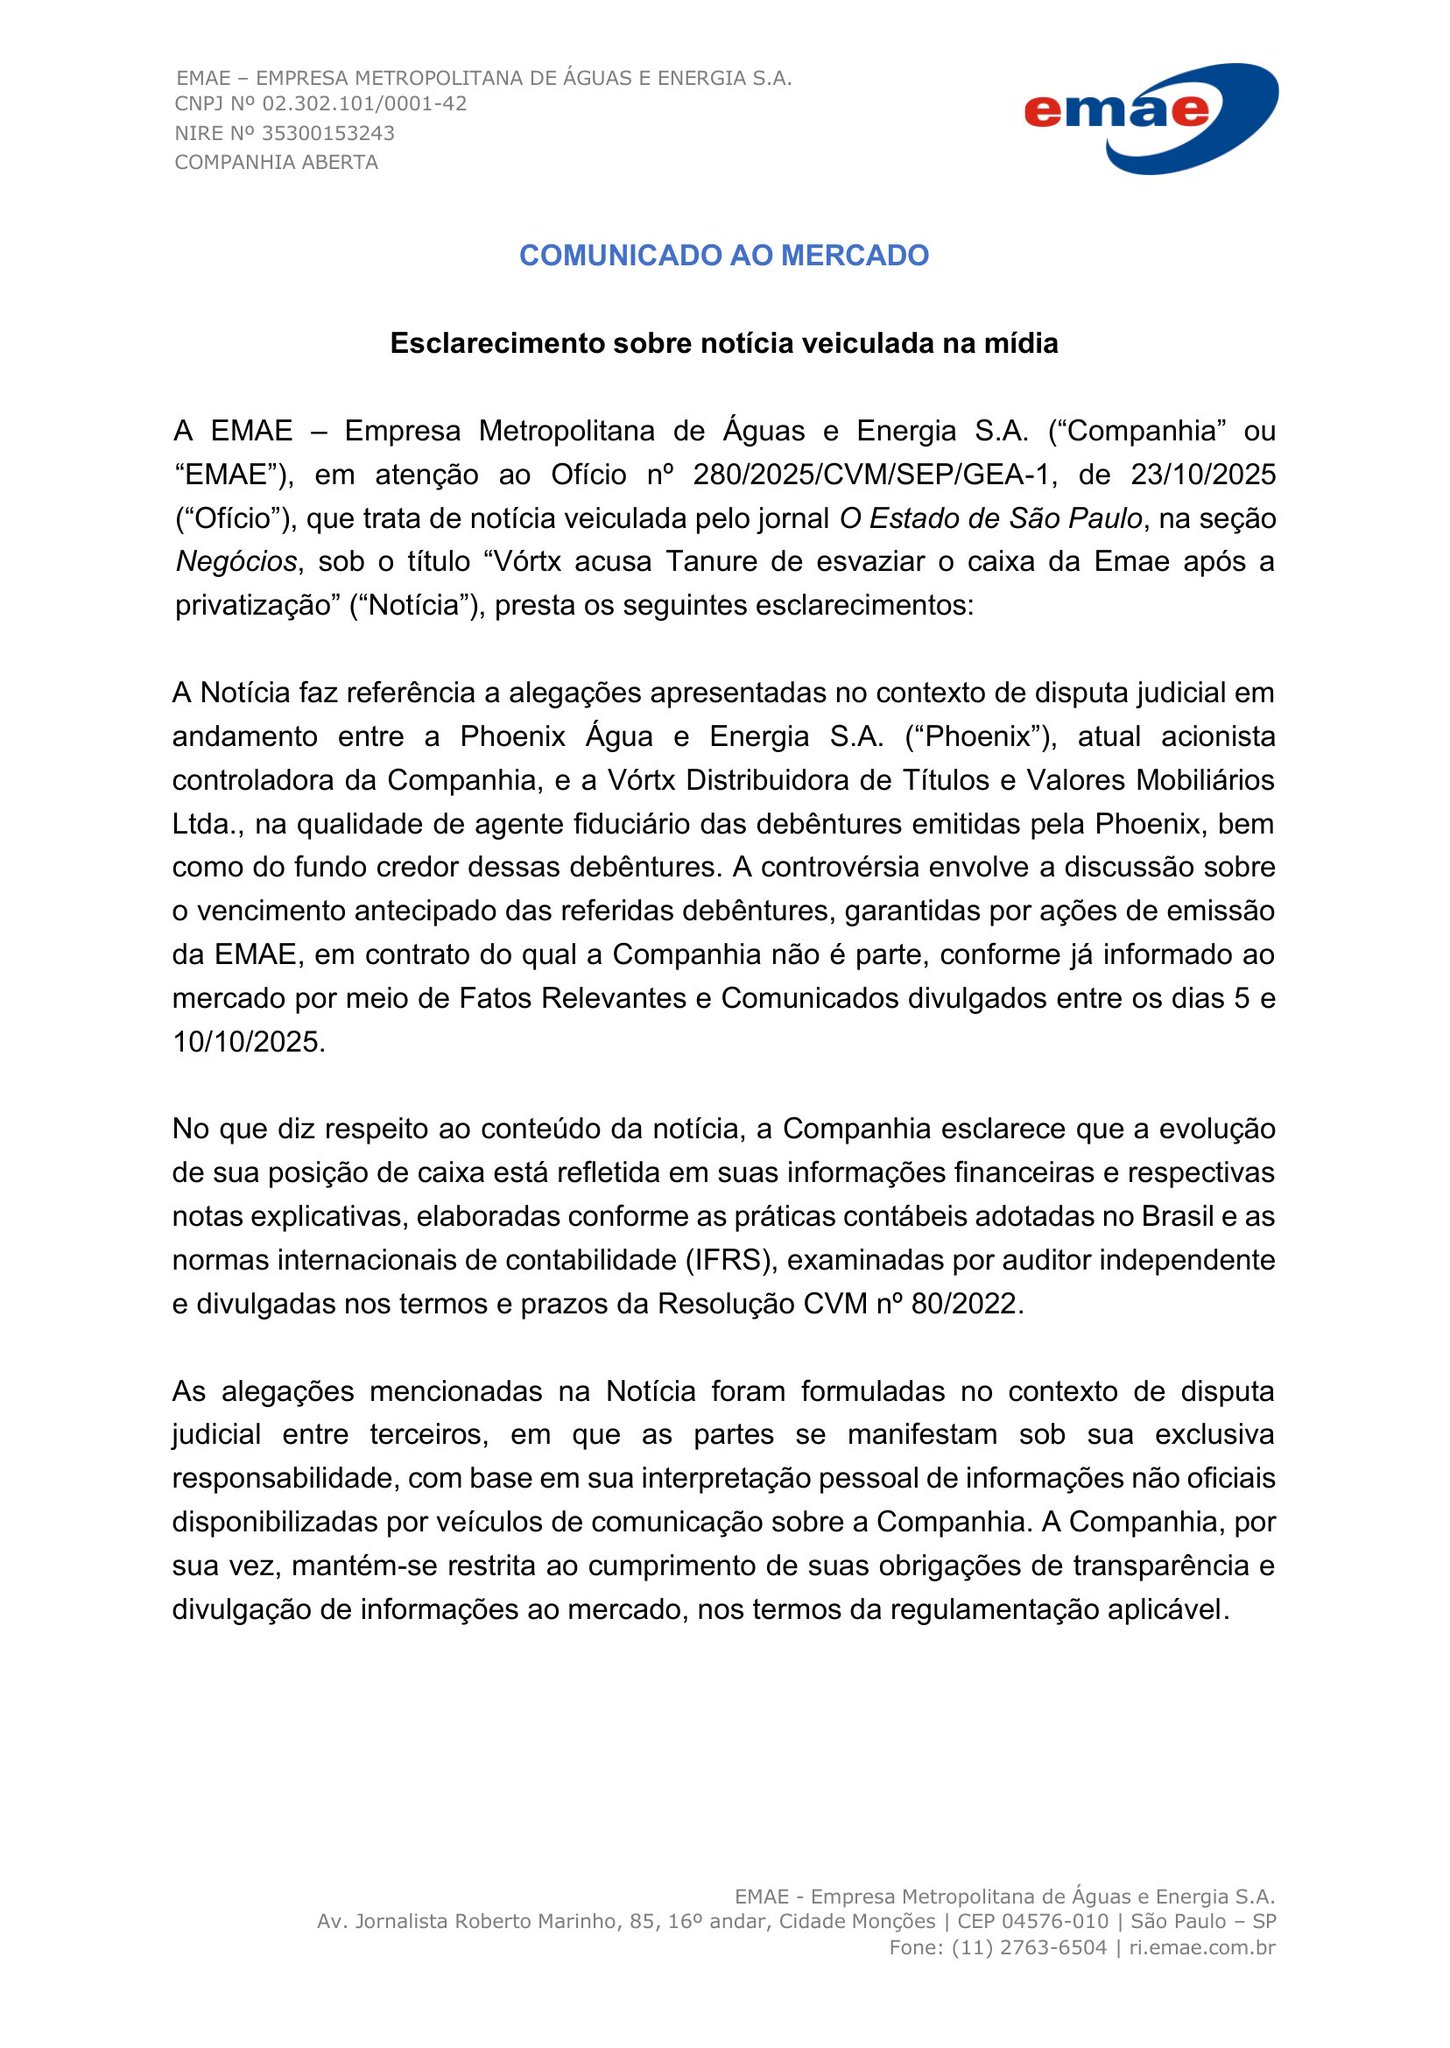 EMAE – EMPRESA METROPOLITANA DE ÁGUAS E ENERGIA S.A.
CNPJ Nº 02.302.101/0001-42
NIRE Nº 35300153243
COMPANHIA ABERTA
emae
COMUNICADO AO MERCADO
Esclarecimento sobre notícia veiculada na mídia
A EMAE – Empresa Metropolitana de Águas e Energia S.A. (“Companhia” ou
“EMAE”), em atenção ao Ofício nº 280/2025/CVM/SEP/GEA-1, de 23/10/2025
(“Ofício”), que trata de notícia veiculada pelo jornal O Estado de São Paulo, na seção
Negócios, sob o título “Vórtx acusa Tanure de esvaziar o caixa da Emae após a
privatização” (“Notícia”), presta os seguintes esclarecimentos:
A Notícia faz referência a alegações apresentadas no contexto de disputa judicial em
andamento entre a Phoenix Água e Energia S.A. (“Phoenix”), atual acionista
controladora da Companhia, e a Vórtx Distribuidora de Títulos e Valores Mobiliários
Ltda., na qualidade de agente fiduciário das debêntures emitidas pela Phoenix, bem
como do fundo credor dessas debêntures. A controvérsia envolve a discussão sobre
o vencimento antecipado das referidas debêntures, garantidas por ações de emissão
da EMAE, em contrato do qual a Companhia não é parte, conforme já informado ao
mercado por meio de Fatos Relevantes e Comunicados divulgados entre os dias 5 e
10/10/2025.
No que diz respeito ao conteúdo da notícia, a Companhia esclarece que a evolução
de sua posição de caixa está refletida em suas informações financeiras e respectivas
notas explicativas, elaboradas conforme as práticas contábeis adotadas no Brasil e as
normas internacionais de contabilidade (IFRS), examinadas por auditor independente
e divulgadas nos termos e prazos da Resolução CVM nº 80/2022.
As alegações mencionadas na Notícia foram formuladas no contexto de disputa
judicial entre terceiros, em que as partes se manifestam sob sua exclusiva
responsabilidade, com base em sua interpretação pessoal de informações não oficiais
disponibilizadas por veículos de comunicação sobre a Companhia. A Companhia, por
sua vez, mantém-se restrita ao cumprimento de suas obrigações de transparência e
divulgação de informações ao mercado, nos termos da regulamentação aplicável.
EMAE - Empresa Metropolitana de Águas e Energia S.A.
Av. Jornalista Roberto Marinho, 85, 16º andar, Cidade Monções | CEP 04576-010 | São Paulo – SP
Fone: (11) 2763-6504 | ri.emae.com.br